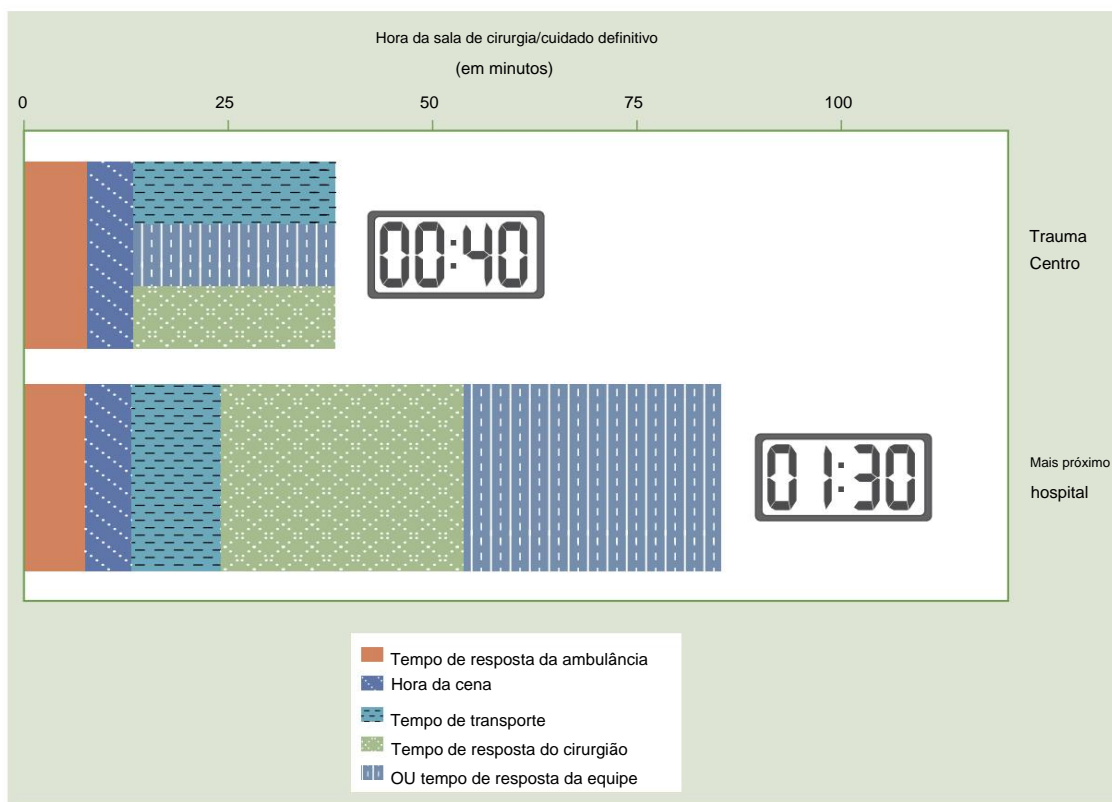 Hora da sala de cirurgia/cuidado definitivo
(em minutos)
0 25 50 75 100
00:40
Trauma
Centro
01:30
Mais próximo
hospital
Tempo de resposta da ambulância
Hora da cena
Tempo de transporte
Tempo de resposta do cirurgião
OU tempo de resposta da equipe